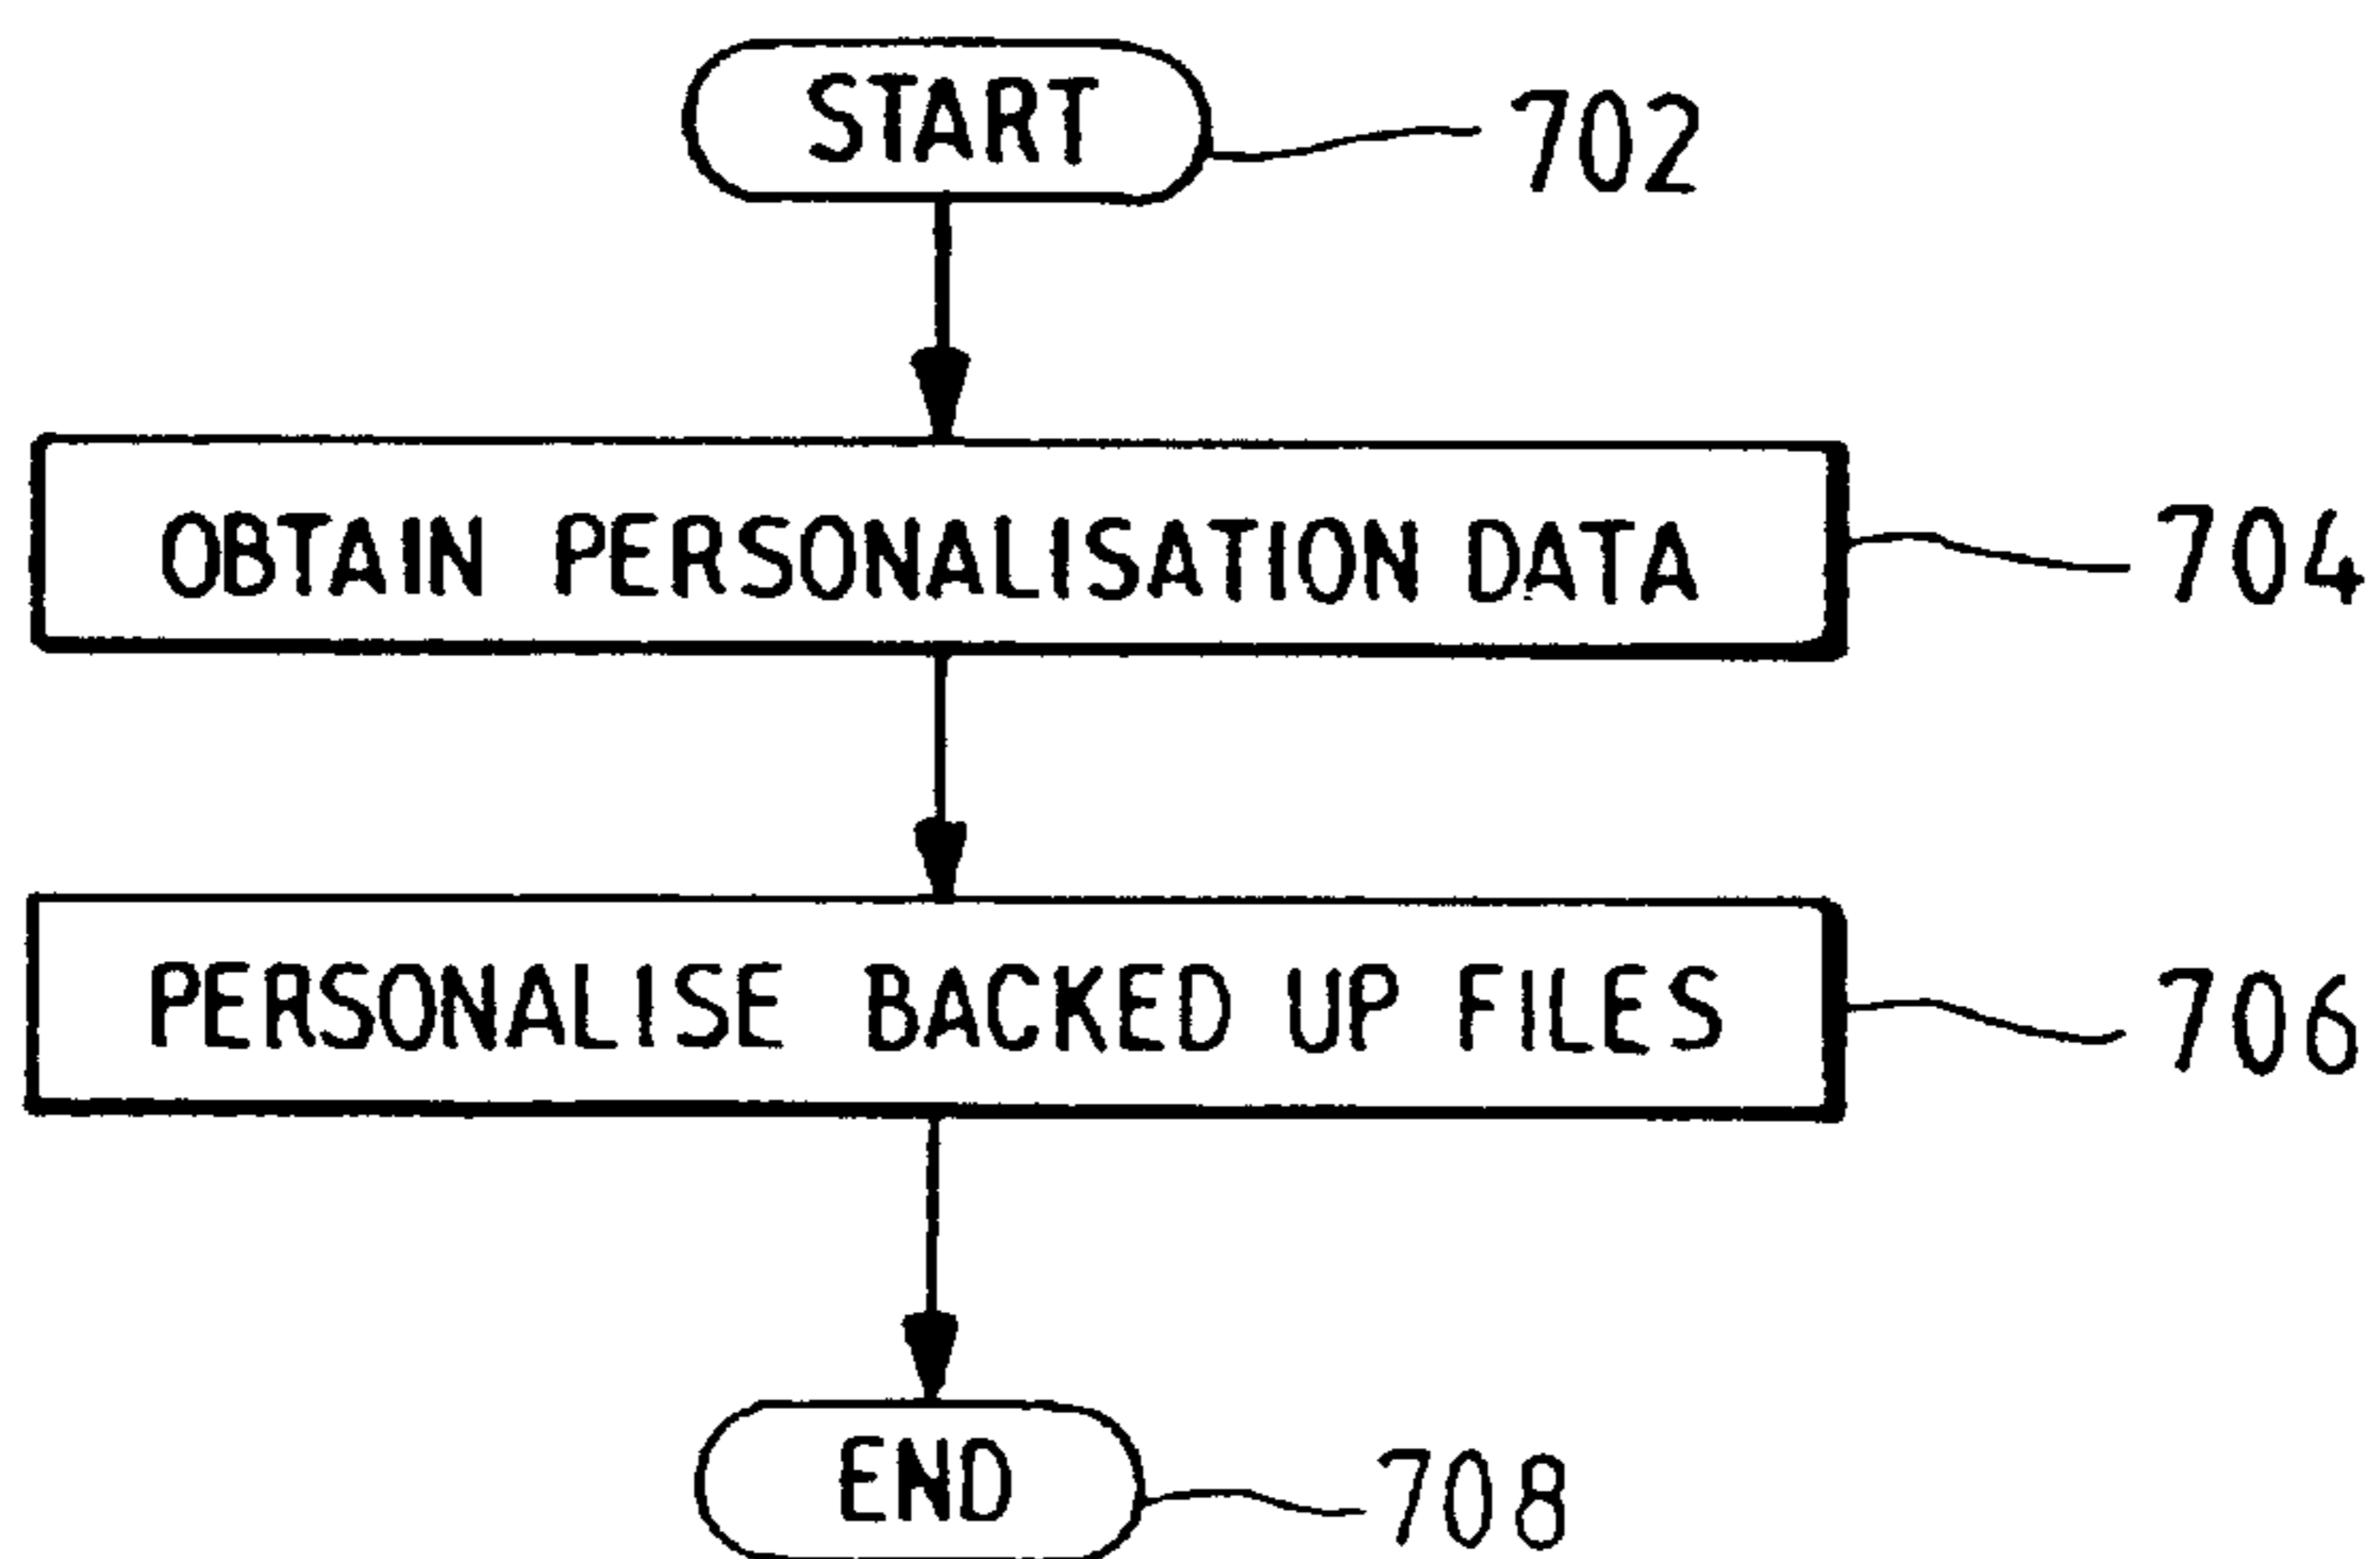 START 702
OBTAIN PERSONALISATION DATA 704
PERSONALISE BACKED UP FILES 706
END 708